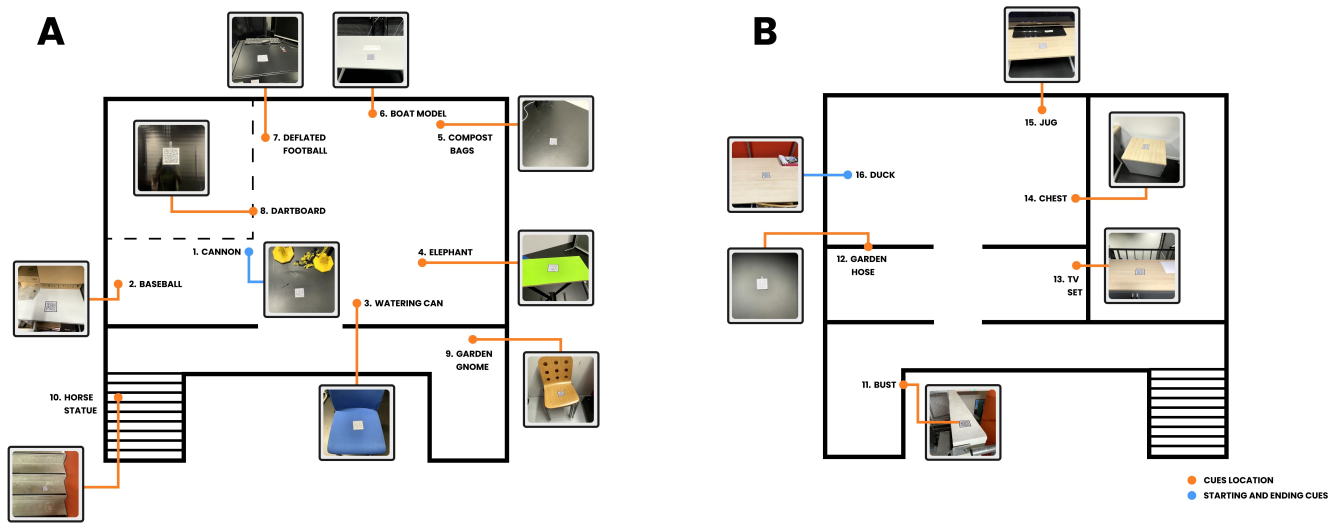 A
7. DEFLATED
FOOTBALL
6. BOAT MODEL
5. COMPOST
BAGS
8. DARTBOARD
1. CANNON
4. ELEPHANT
2. BASEBALL
3. WATERING CAN
9. GARDEN
GNOME
10. HORSE
STATUE
B
15. JUG
16. DUCK
14. CHEST
12. GARDEN
HOSE
13. TV
SET
11. BUST
CUES LOCATION
STARTING AND ENDING CUES